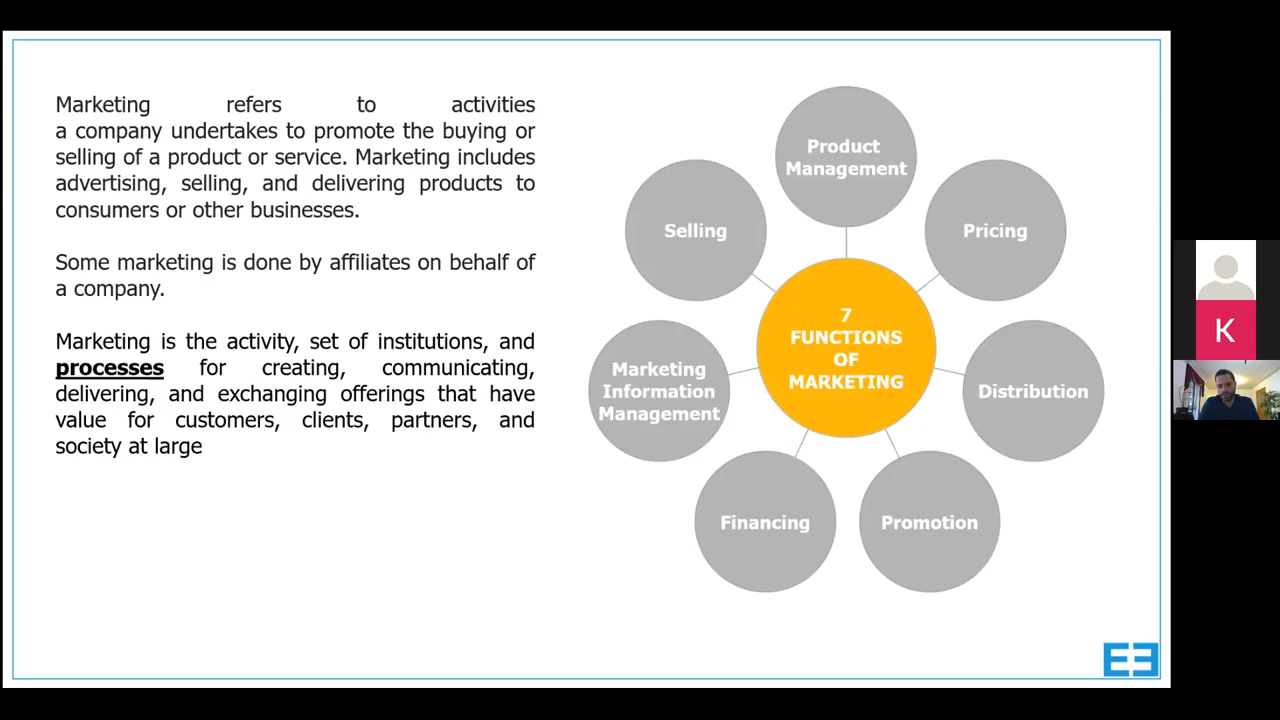 Marketing refers to activities
a company undertakes to promote the buying or
selling of a product or service. Marketing includes
advertising, selling, and delivering products to
consumers or other businesses.
Some marketing is done by affiliates on behalf of
a company.
Marketing is the activity, set of institutions, and
processes for creating, communicating,
delivering, and exchanging offerings that have
value for customers, clients, partners, and
society at large
Product
Management
Pricing
Distribution
Promotion
Financing
Marketing
Information
Management
Selling
7
FUNCTIONS
OF
MARKETING
K